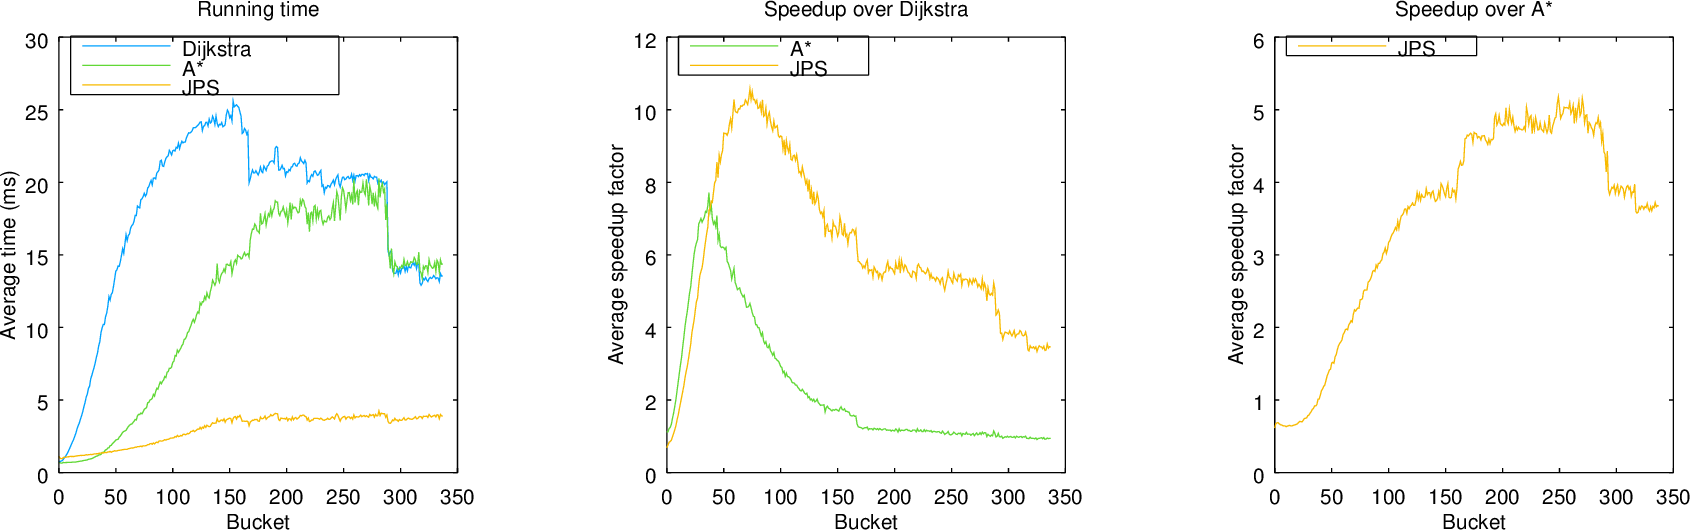 Running time
30
25
20
15
10
5
0
Average time (ms)
Dijkstra
A*
JPS
0 50 100 150 200 250 300 350
Bucket
Speedup over Dijkstra
12
10
8
6
4
2
0
Average speedup factor
A*
JPS
0 50 100 150 200 250 300 350
Bucket
Speedup over A*
6
5
4
3
2
1
0
Average speedup factor
JPS
0 50 100 150 200 250 300 350
Bucket